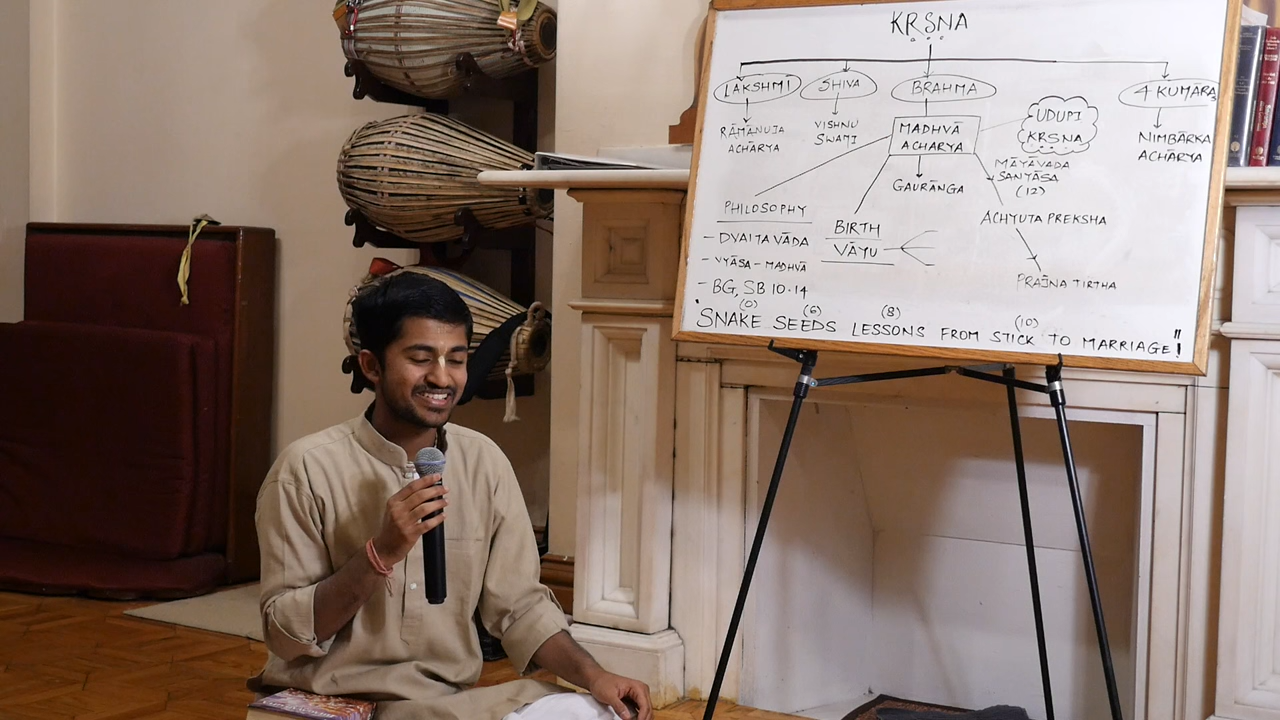 KRSNA
LAKSHMI SHIVA BRAHMA 4 KUMĀRAS
RĀMĀNUJA
ACHĀRYA
VISHNU
SWAMI
MADHVĀ
ACHARYA
UDUPI
KRSNA
NIMBĀRKA
ACHĀRYA
GAURĀNGA
MĀYĀVADA
SANYĀSA
(12)
ACHYUTA PREKSHA
PRAJNA TIRTHA
PHILOSOPHY
- DVAITA VĀDA
- VYĀSA - MADHVĀ
- BG, SB 10.14
BIRTH
VĀYU
(0) (6) (8) (10)
'SNAKE SEEDS LESSONS FROM STICK TO MARRIAGE!